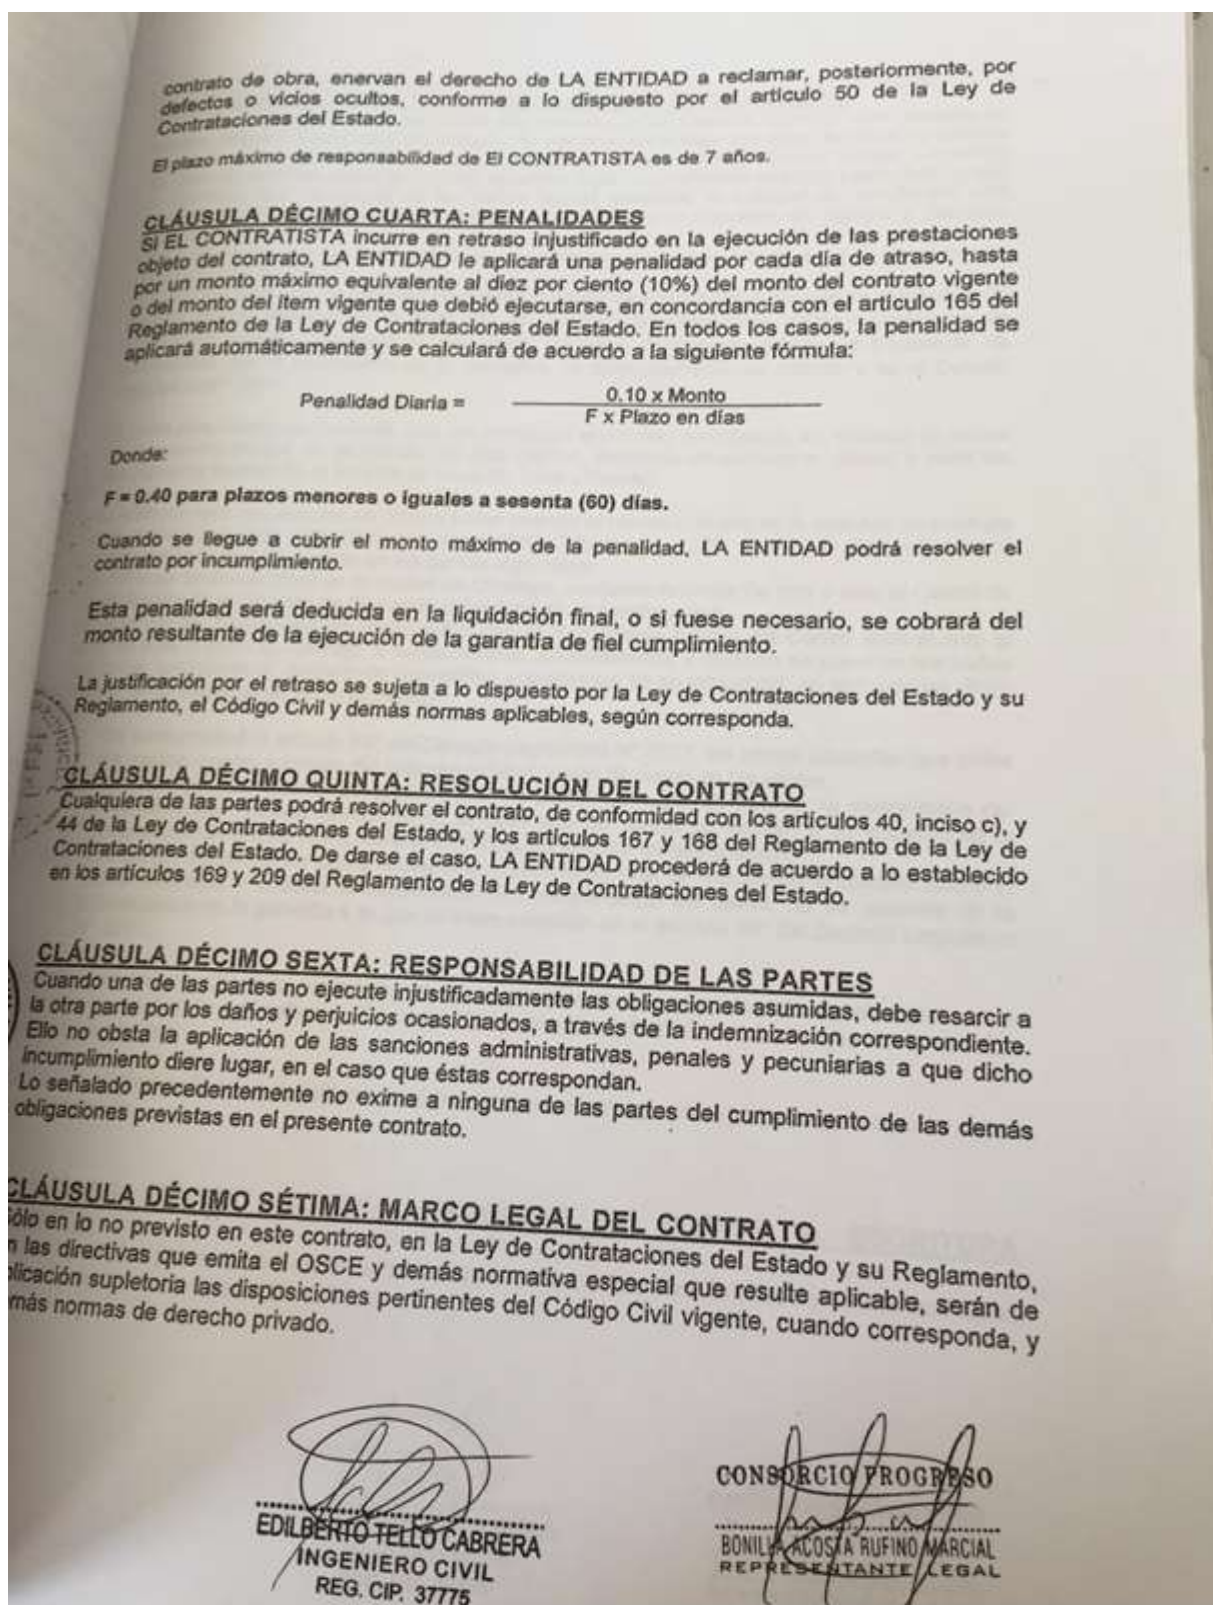 contrato de obra, enervan el derecho de LA ENTIDAD a reclamar, posteriormente, por
defectos o vicios ocultos, conforme a lo dispuesto por el artículo 50 de la Ley de
Contrataciones del Estado.
El plazo máximo de responsabilidad de El CONTRATISTA es de 7 años.
CLÁUSULA DÉCIMO CUARTA: PENALIDADES
Si EL CONTRATISTA incurre en retraso injustificado en la ejecución de las prestaciones
objeto del contrato, LA ENTIDAD le aplicará una penalidad por cada día de atraso, hasta
por un monto máximo equivalente al diez por ciento (10%) del monto del contrato vigente
o del monto del ítem vigente que debió ejecutarse, en concordancia con el artículo 165 del
Reglamento de la Ley de Contrataciones del Estado. En todos los casos, la penalidad se
aplicará automáticamente y se calculará de acuerdo a la siguiente fórmula:
Penalidad Diaria = 0.10 x Monto
F x Plazo en días
Donde:
F = 0.40 para plazos menores o iguales a sesenta (60) días.
Cuando se llegue a cubrir el monto máximo de la penalidad, LA ENTIDAD podrá resolver el
contrato por incumplimiento.
Esta penalidad será deducida en la liquidación final, o si fuese necesario, se cobrará del
monto resultante de la ejecución de la garantia de fiel cumplimiento.
La justificación por el retraso se sujeta a lo dispuesto por la Ley de Contrataciones del Estado y su
Reglamento, el Código Civil y demás normas aplicables, según corresponda.
CLÁUSULA DÉCIMO QUINTA: RESOLUCIÓN DEL CONTRATO
Cualquiera de las partes podrá resolver el contrato, de conformidad con los artículos 40, inciso c), y
44 de la Ley de Contrataciones del Estado, y los artículos 167 y 168 del Reglamento de la Ley de
Contrataciones del Estado. De darse el caso, LA ENTIDAD procederá de acuerdo a lo establecido
en los artículos 169 y 209 del Reglamento de la Ley de Contrataciones del Estado.
CLÁUSULA DÉCIMO SEXTA: RESPONSABILIDAD DE LAS PARTES
Cuando una de las partes no ejecute injustificadamente las obligaciones asumidas, debe resarcir a
la otra parte por los daños y perjuicios ocasionados, a través de la indemnización correspondiente.
Ello no obsta la aplicación de las sanciones administrativas, penales y pecuniarias a que dicho
incumplimiento diere lugar, en el caso que éstas correspondan.
Lo señalado precedentemente no exime a ninguna de las partes del cumplimiento de las demás
obligaciones previstas en el presente contrato.
CLÁUSULA DÉCIMO SÉTIMA: MARCO LEGAL DEL CONTRATO
Sólo en lo no previsto en este contrato, en la Ley de Contrataciones del Estado y su Reglamento,
n las directivas que emita el OSCE y demás normativa especial que resulte aplicable, serán de
plicación supletoria las disposiciones pertinentes del Código Civil vigente, cuando corresponda, y
más normas de derecho privado.
EDILBERTO TELLO CABRERA
INGENIERO CIVIL
REG. CIP. 37775
CONSORCIO PROGRESO
BONILLA ACOSTA RUFINO MARCIAL
REPRESENTANTE LEGAL